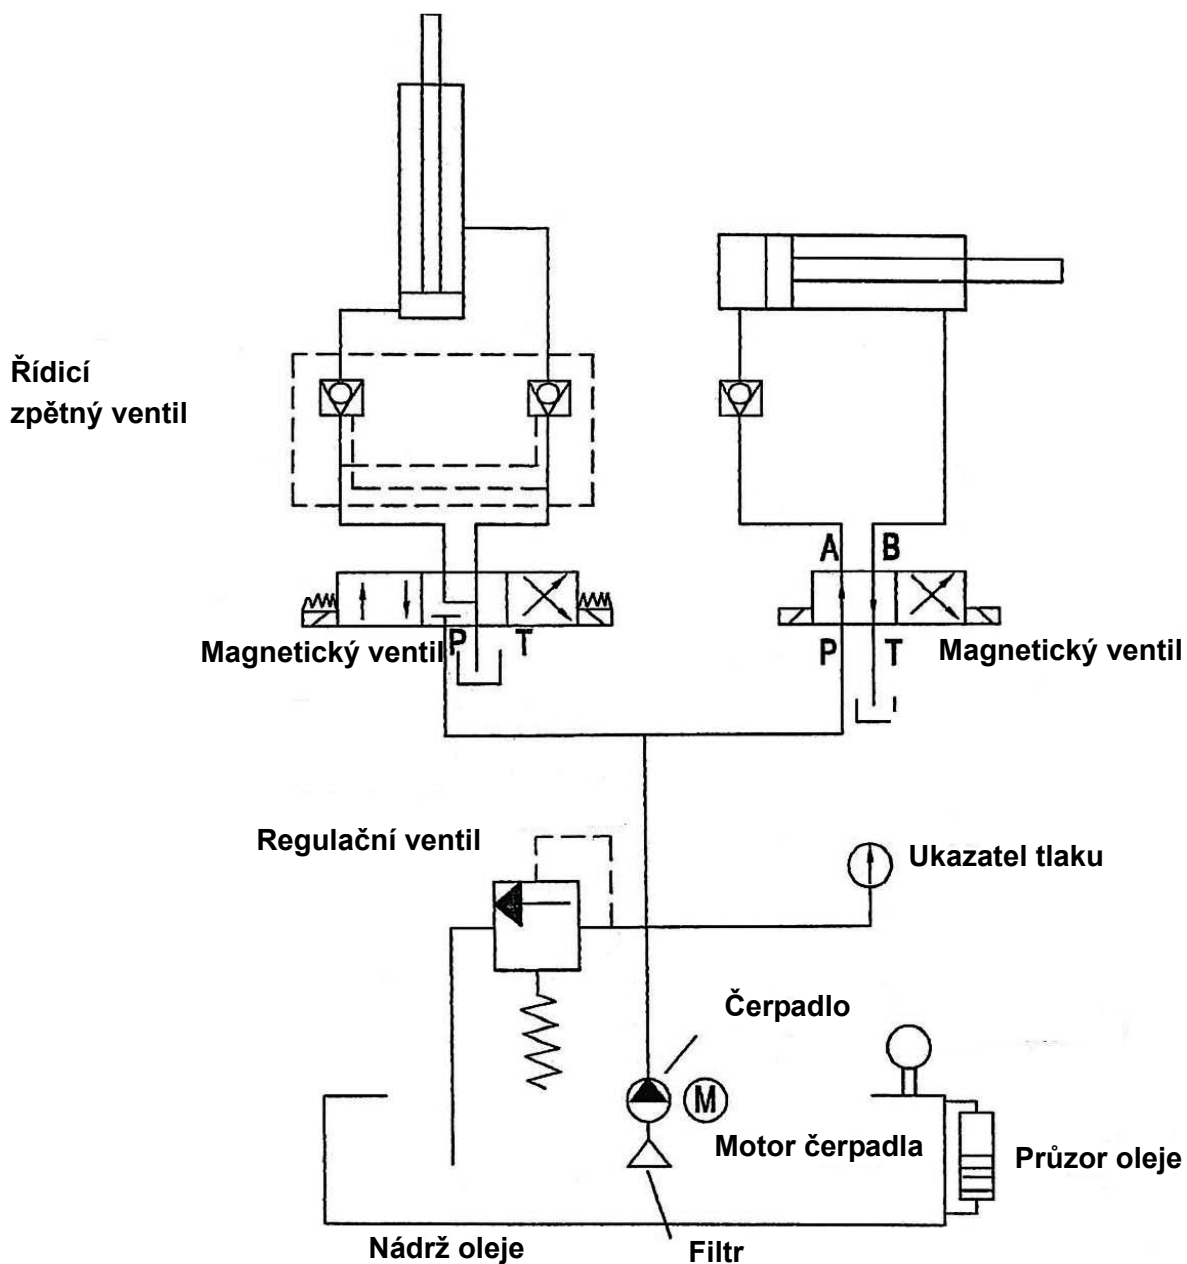 Řídicí
zpětný ventil
A B
Magnetický ventil
P T
P T
Magnetický ventil
Regulační ventil
Ukazatel tlaku
Čerpadlo
M
Motor čerpadla
Průzor oleje
Nádrž oleje
Filtr